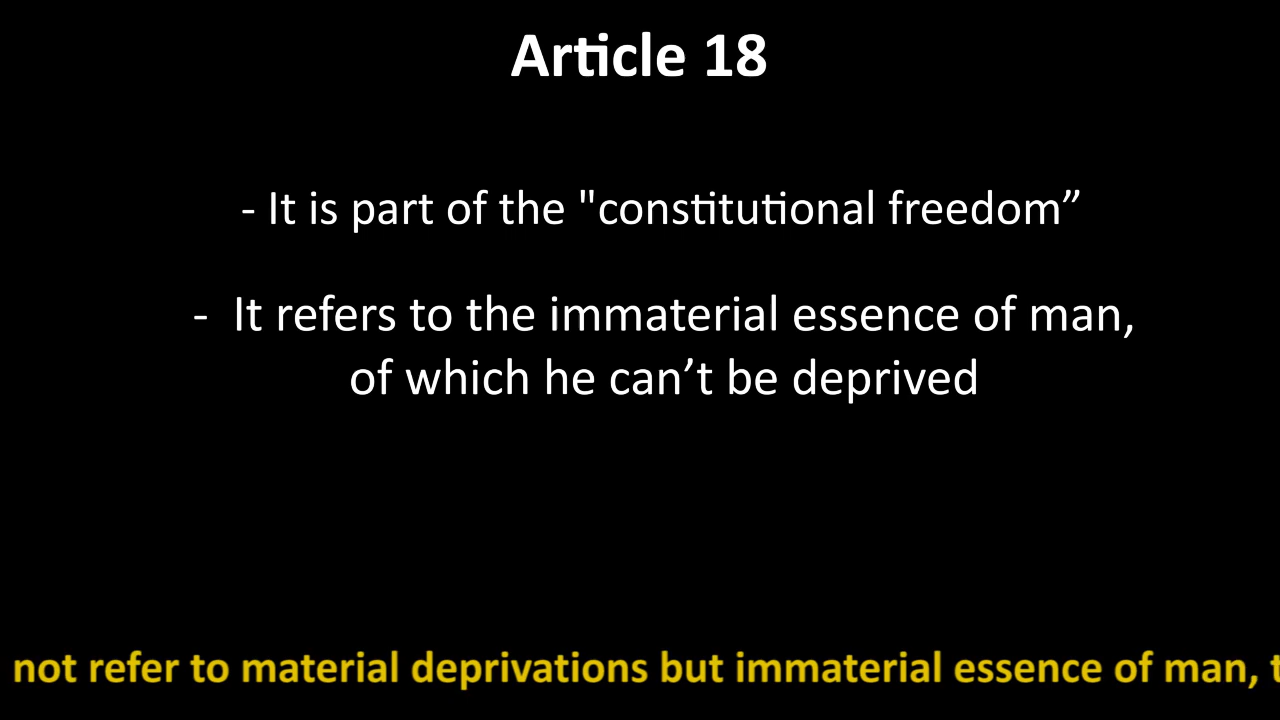 Article 18
- It is part of the "constitutional freedom”
- It refers to the immaterial essence of man,
of which he can’t be deprived
not refer to material deprivations but immaterial essence of man,